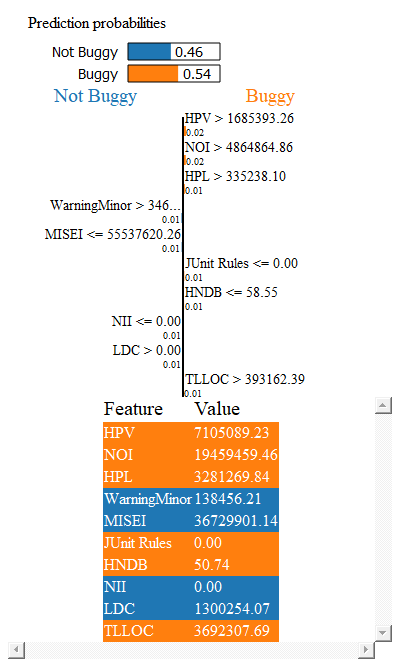 Prediction probabilities
Not Buggy 0.46
Buggy 0.54
Not Buggy Buggy
HPV > 1685393.26
0.02
NOI > 4864864.86
0.02
HPL > 335238.10
0.01
WarningMinor > 346...
0.01
MISEI <= 55537620.26
0.01
JUnit Rules <= 0.00
0.01
HNDB <= 58.55
0.01
NII <= 0.00
0.01
LDC > 0.00
0.01
TLLOC > 393162.39
0.01
Feature Value
HPV 7105089.23
NOI 19459459.46
HPL 3281269.84
WarningMinor 138456.21
MISEI 36729901.14
JUnit Rules 0.00
HNDB 50.74
NII 0.00
LDC 1300254.07
TLLOC 3692307.69